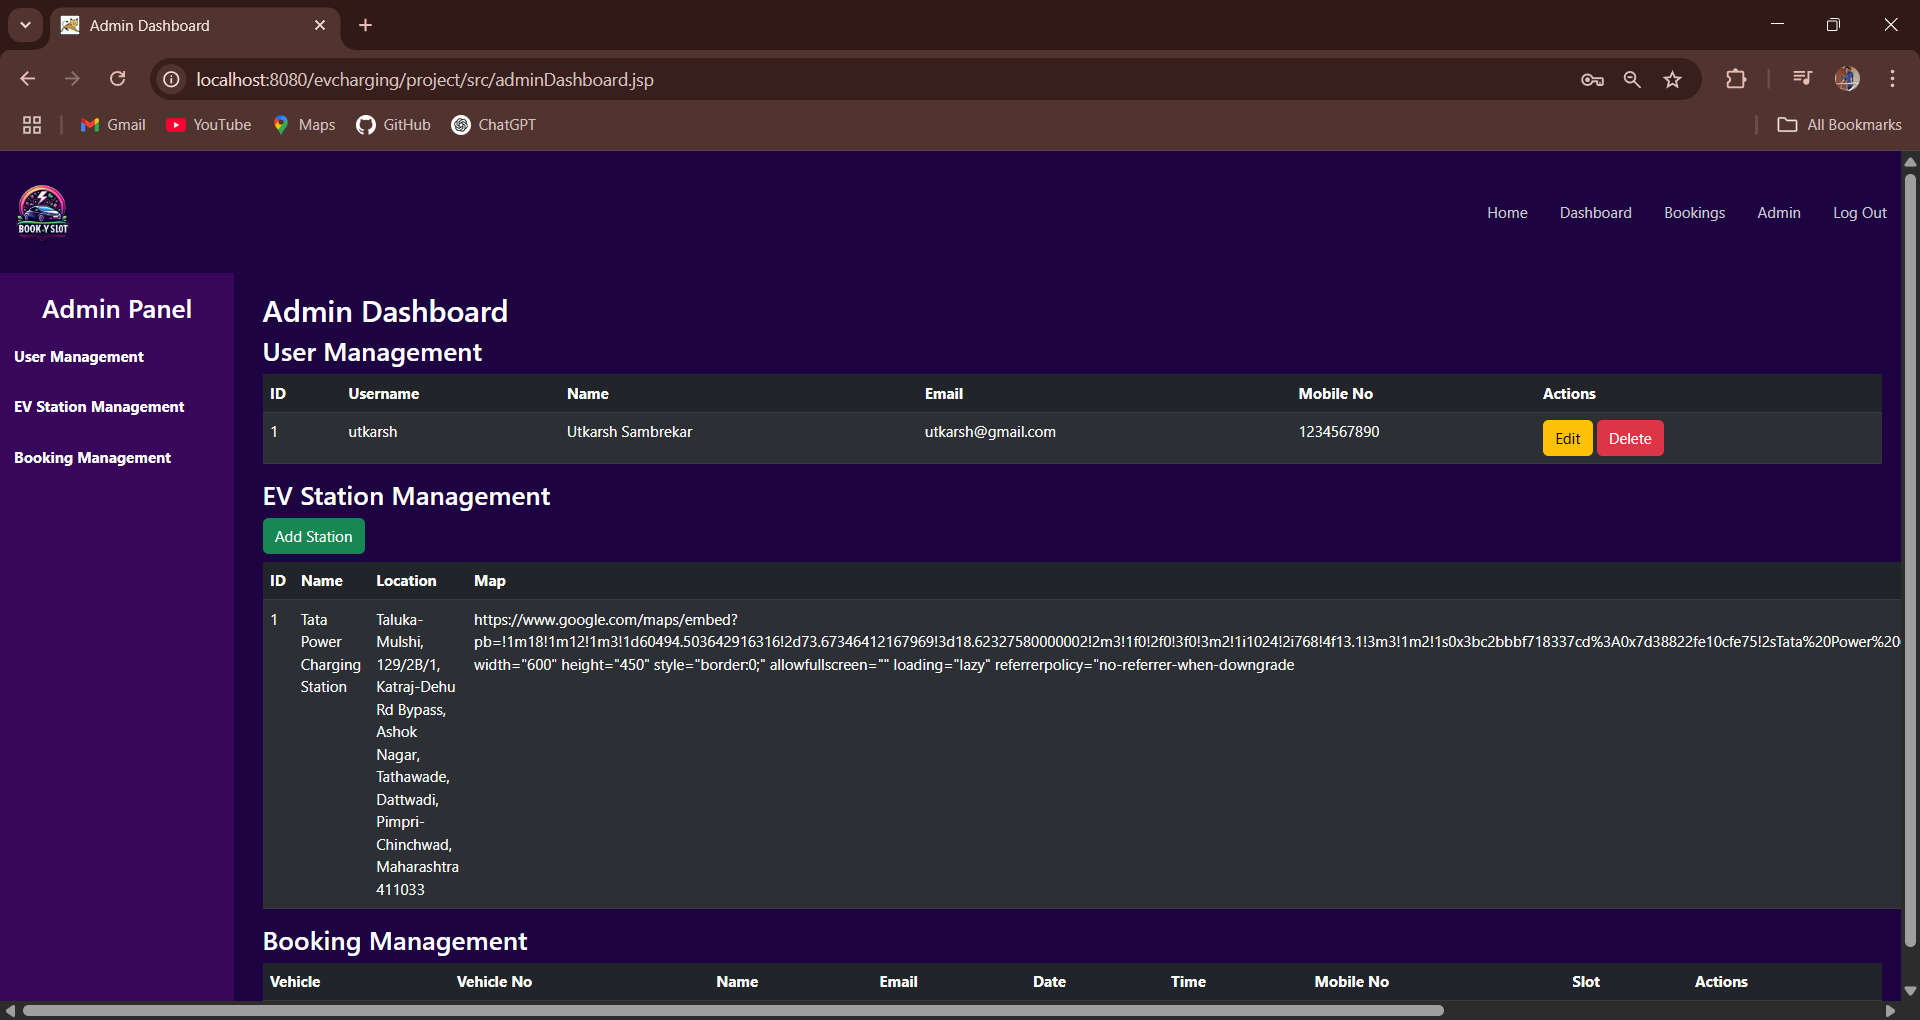 Admin Dashboard
localhost:8080/evcharging/project/src/adminDashboard.jsp
Gmail YouTube Maps GitHub ChatGPT All Bookmarks
BOOK-Y SLOT
Home Dashboard Bookings Admin Log Out
Admin Panel
User Management
EV Station Management
Booking Management
Admin Dashboard
User Management
ID Username Name Email Mobile No Actions
1 utkarsh Utkarsh Sambrekar utkarsh@gmail.com 1234567890 Edit Delete
EV Station Management
Add Station
ID Name Location Map
1
Tata
Power
Charging
Station
Taluka-
Mulshi,
129/2B/1,
Katraj-Dehu
Rd Bypass,
Ashok
Nagar,
Tathawade,
Dattwadi,
Pimpri-
Chinchwad,
Maharashtra
411033
https://www.google.com/maps/embed?
pb=!1m18!1m12!1m3!1d60494.503642916316!2d73.67346412167969!3d18.62327580000002!2m3!1f0!2f0!3f0!3m2!1i1024!2i768!4f13.1!3m3!1m2!1s0x3bc2bbbf718337cd%3A0x7d38822fe10cfe75!2sTata%20Power%20
width="600" height="450" style="border:0;" allowfullscreen="" loading="lazy" referrerpolicy="no-referrer-when-downgrade
Booking Management
Vehicle Vehicle No Name Email Date Time Mobile No Slot Actions